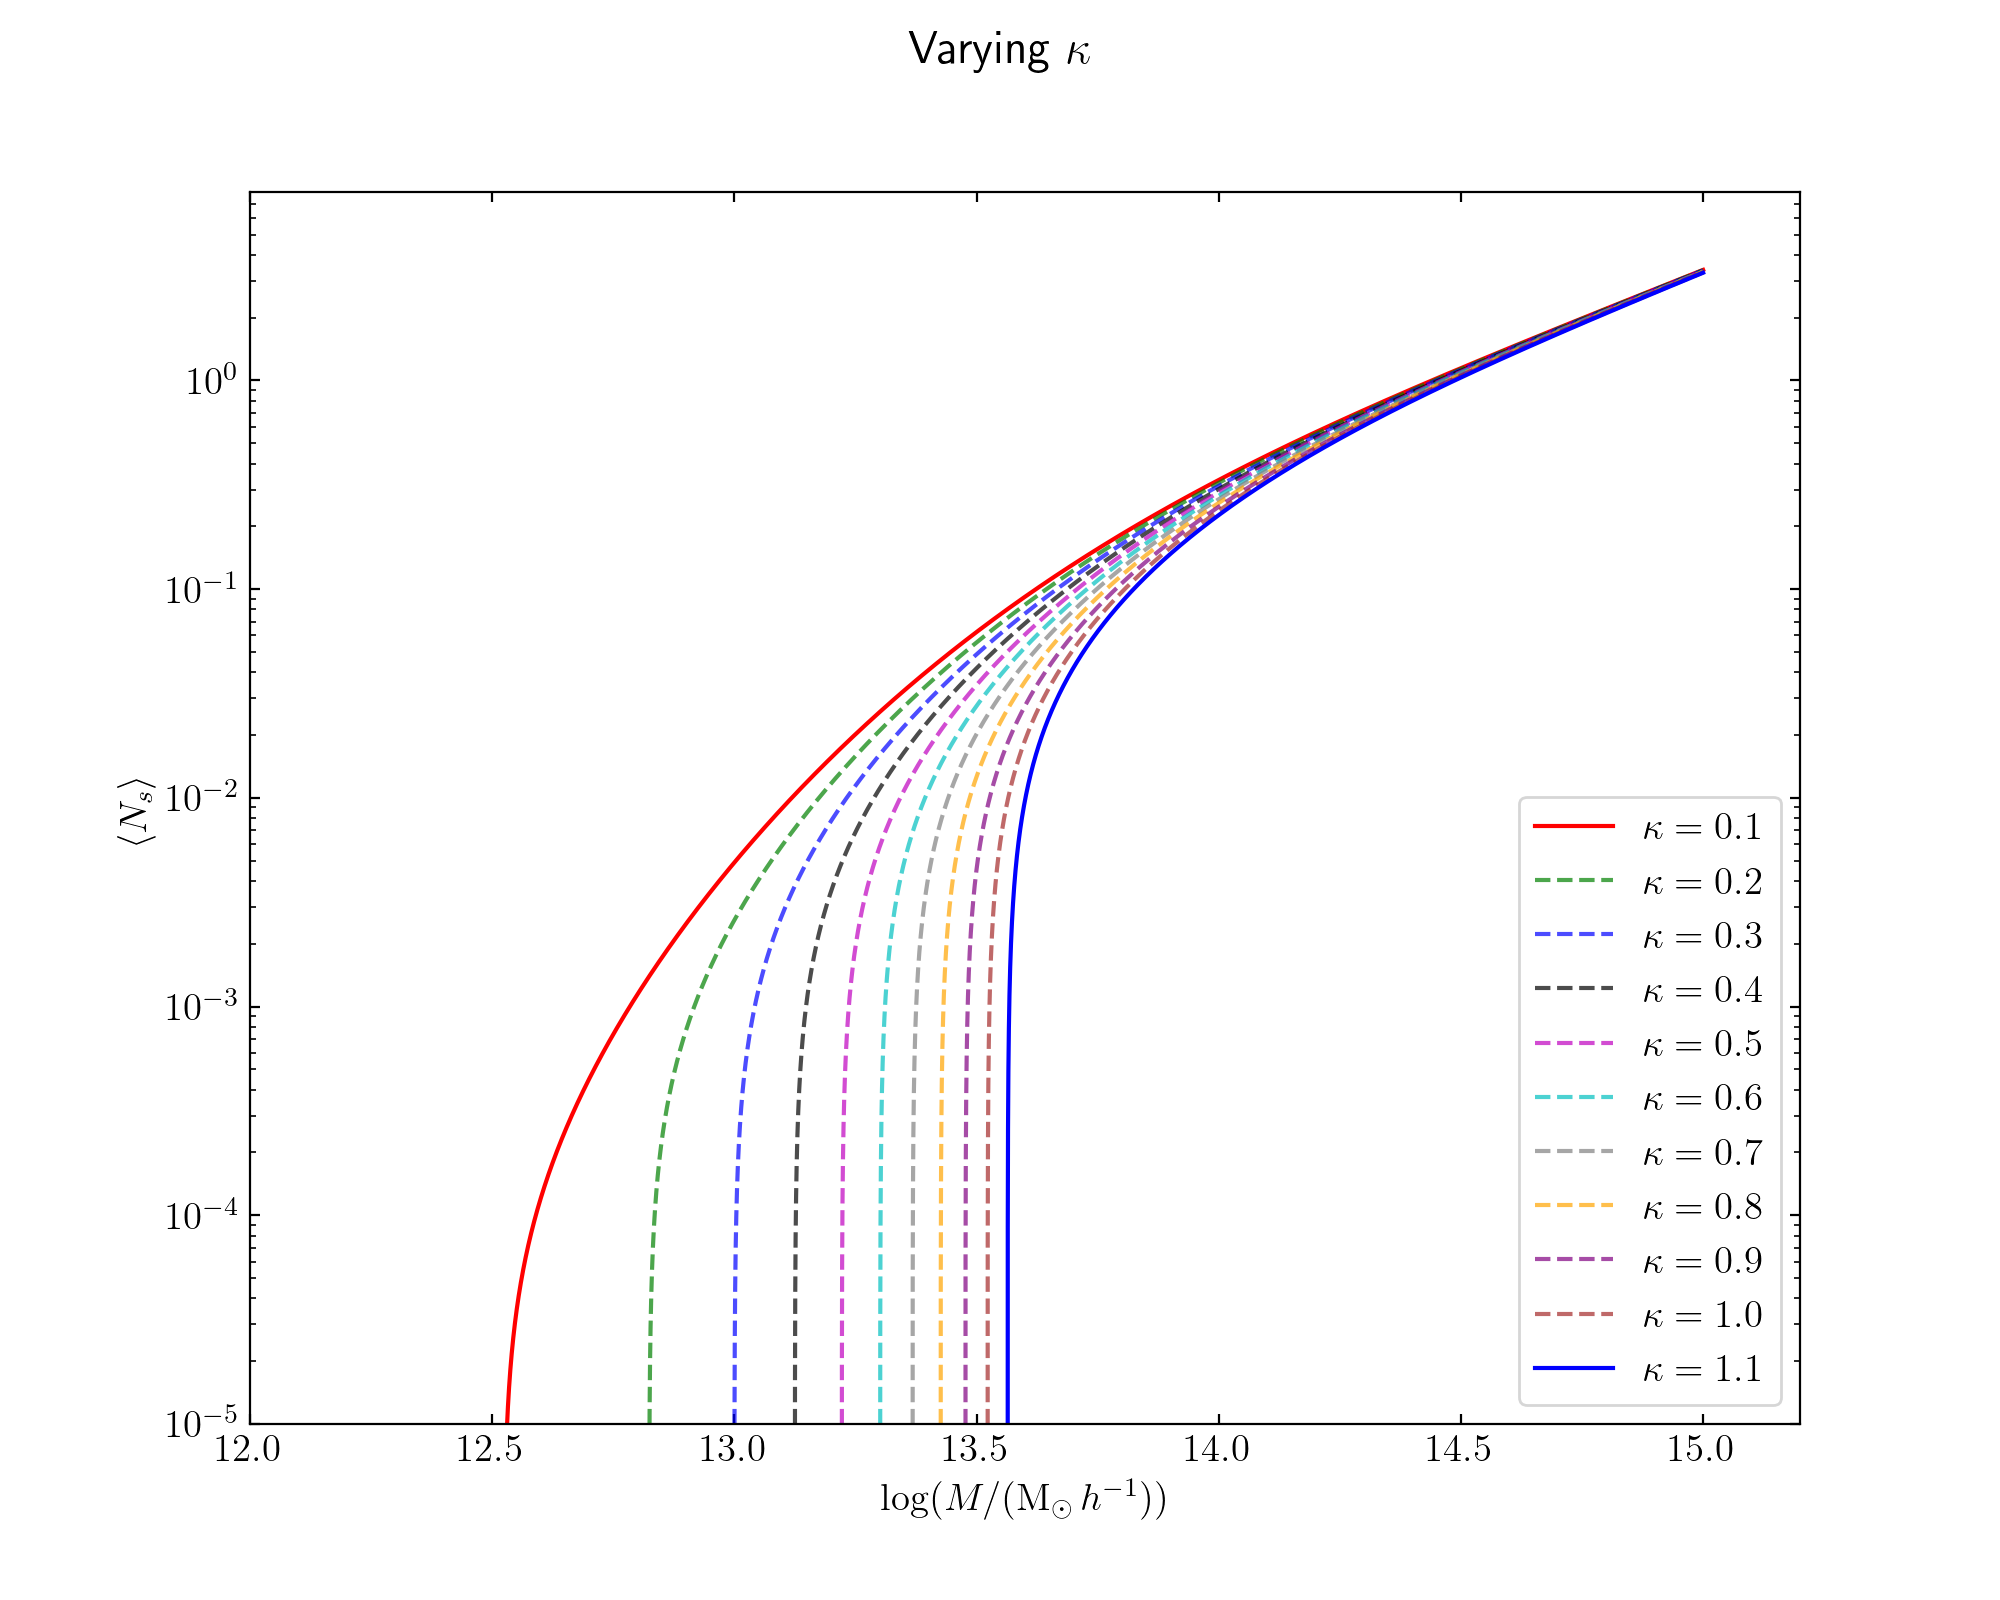 Varying κ
⟨N_s⟩
10^0
10^−1
10^−2
10^−3
10^−4
10^−5
12.0 12.5 13.0 13.5 14.0 14.5 15.0
log(M/(M_⊙ h^−1))
κ = 0.1
κ = 0.2
κ = 0.3
κ = 0.4
κ = 0.5
κ = 0.6
κ = 0.7
κ = 0.8
κ = 0.9
κ = 1.0
κ = 1.1